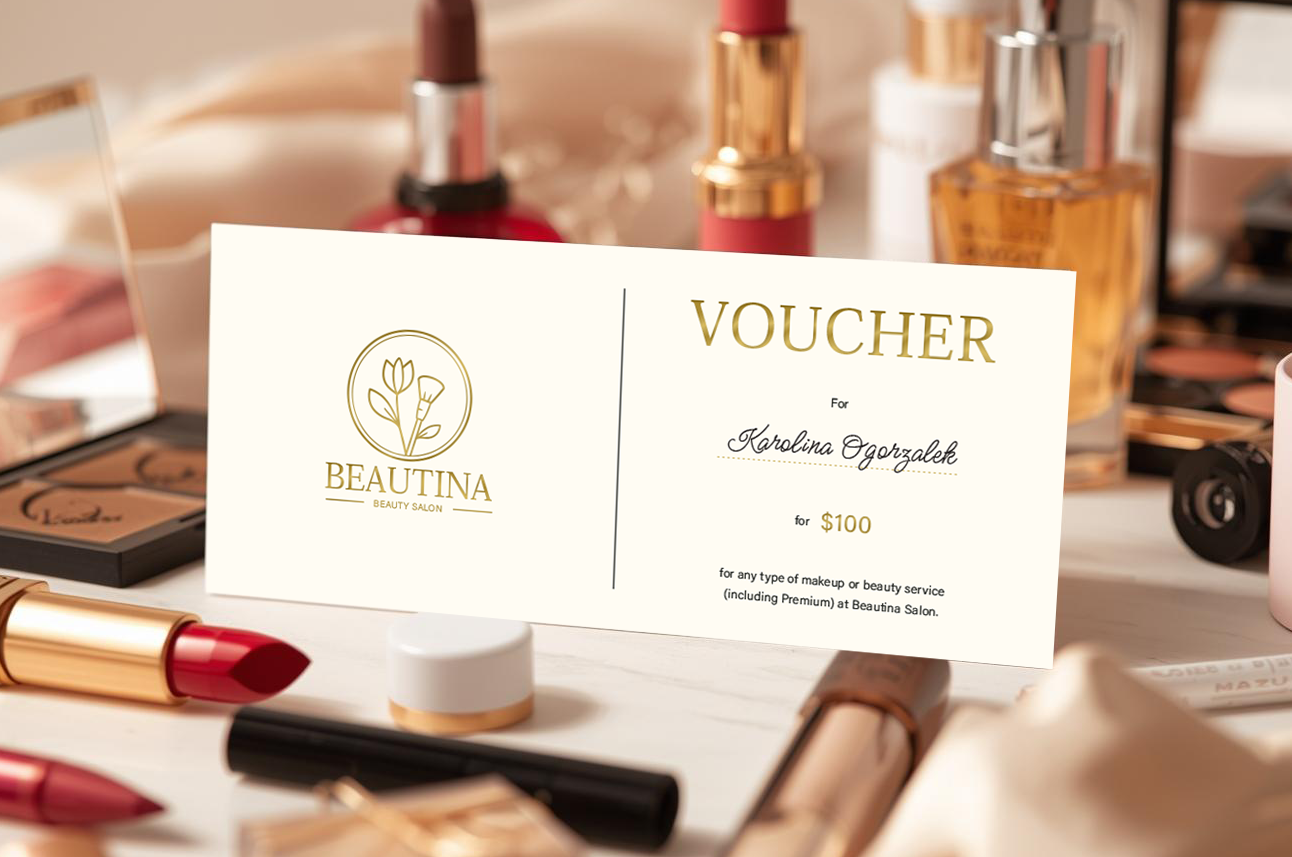 BEAUTINA
BEAUTY SALON
VOUCHER
For
Karolina Ogorzalek
for $100
for any type of makeup or beauty service
(including Premium) at Beautina Salon.
MAZU